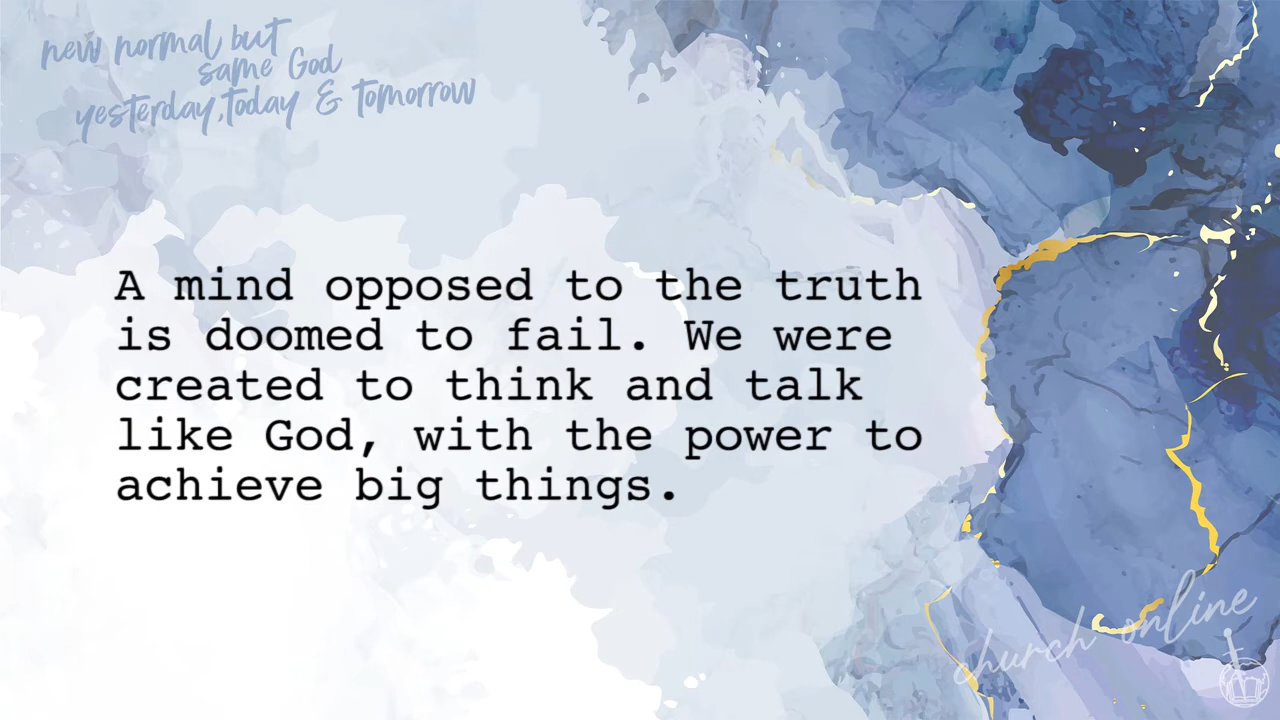 new normal but
same God
yesterday, today & tomorrow
A mind opposed to the truth
is doomed to fail. We were
created to think and talk
like God, with the power to
achieve big things.
church online